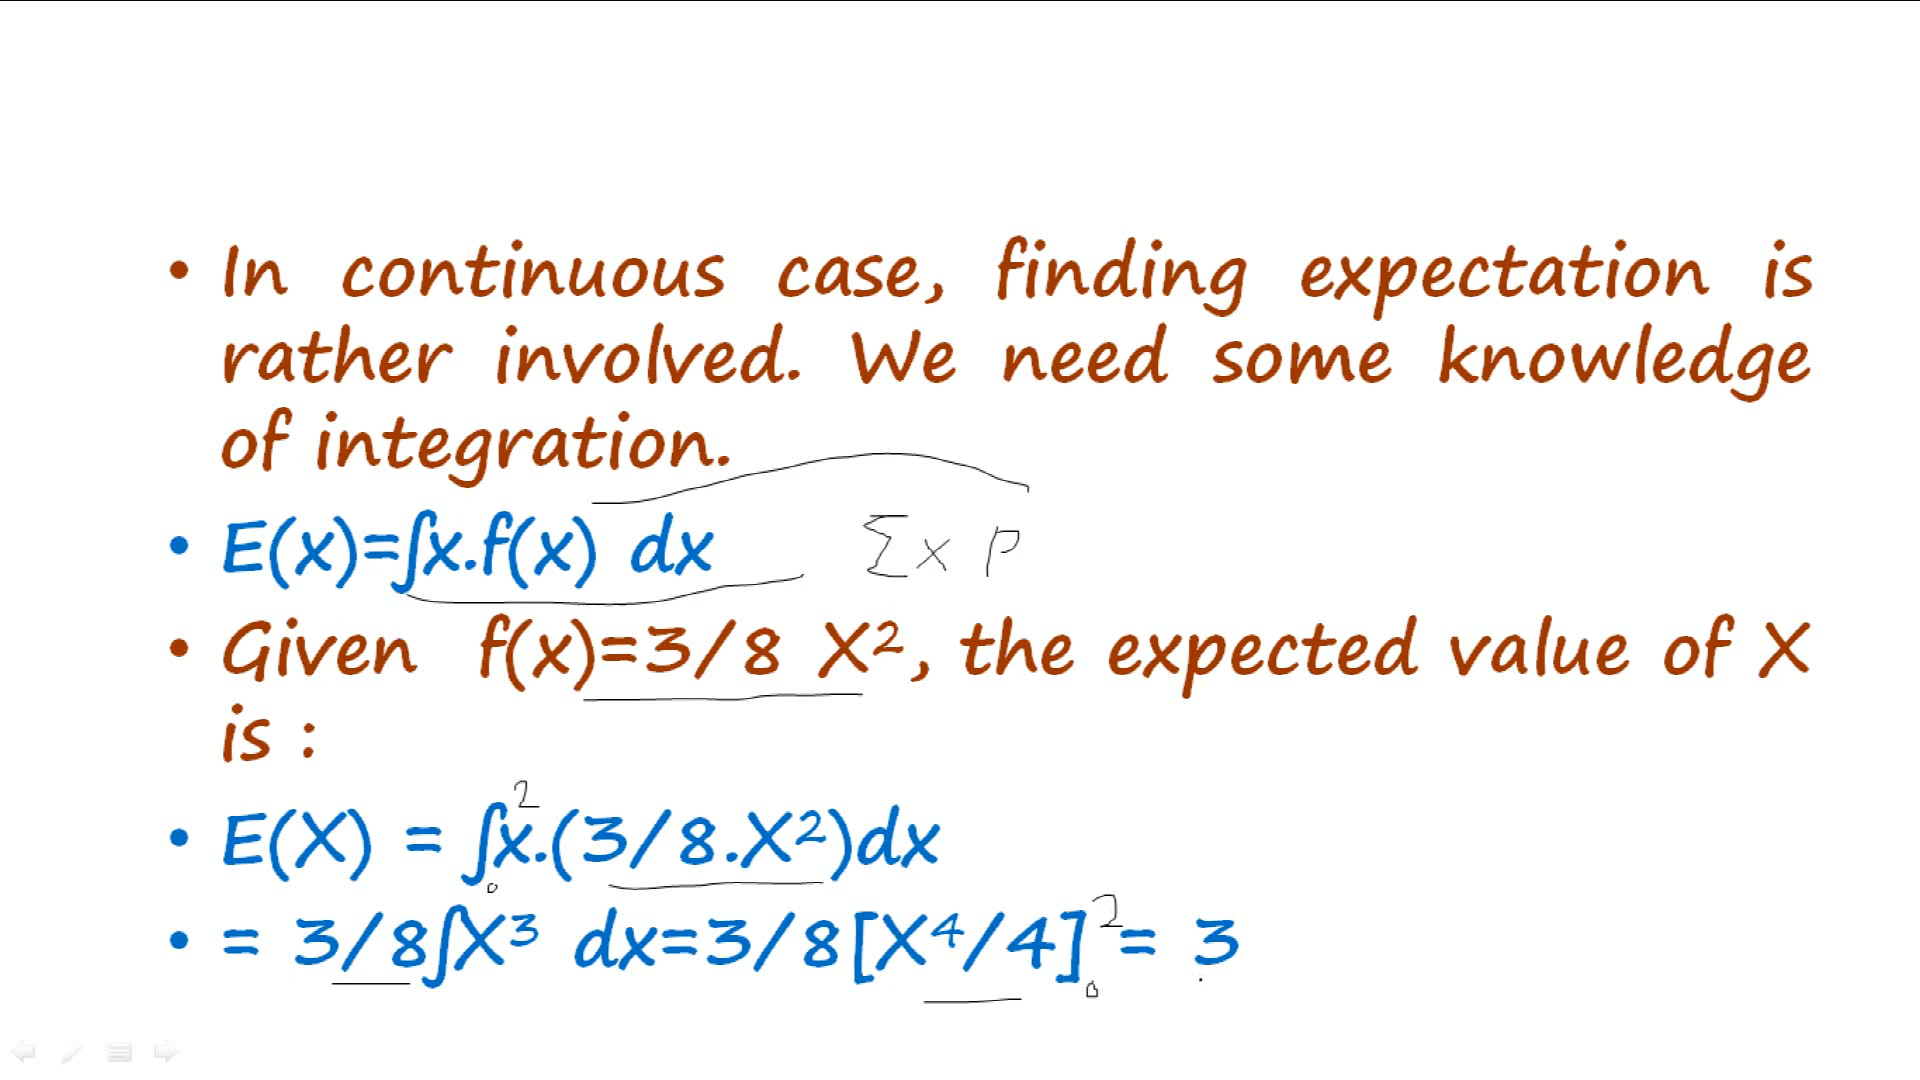 • In continuous case, finding expectation is
rather involved. We need some knowledge
of integration.
• E(x)=∫x.f(x) dx   Σ x p
• Given f(x)=3/8 X², the expected value of X
is :
2
• E(X) = ∫x.(3/8.X²)dx
0
2
• = 3/8∫X³ dx=3/8[X⁴/4] = 3
0